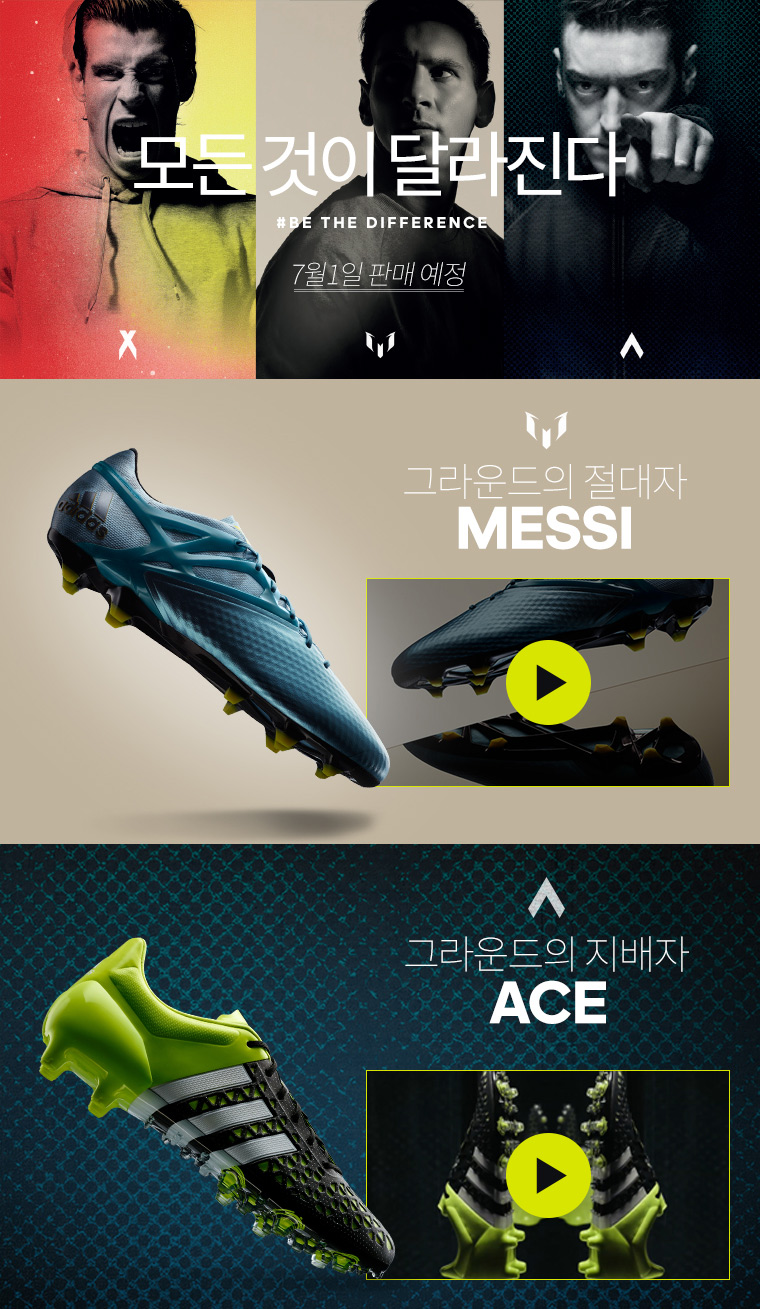 모든 것이 달라진다
#BE THE DIFFERENCE
7월1일 판매 예정
그라운드의 절대자
MESSI
adidas
그라운드의 지배자
ACE